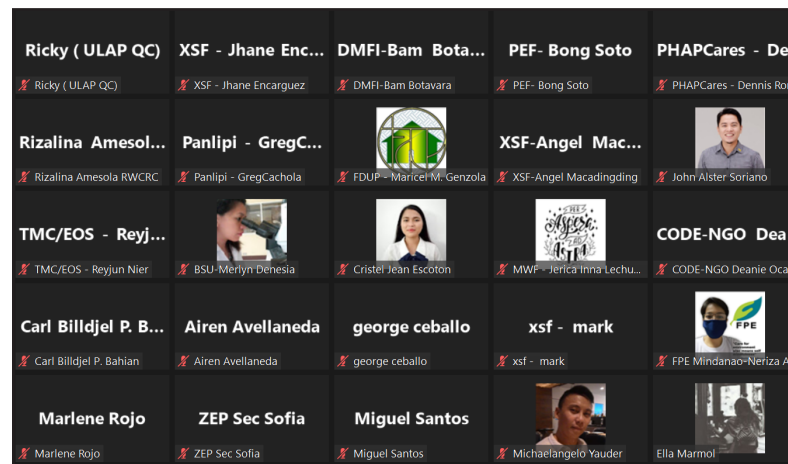 Ricky ( ULAP QC)
XSF - Jhane Enc...
DMFI-Bam Bota...
PEF- Bong Soto
PHAPCares - De
Ricky ( ULAP QC)
XSF - Jhane Encarguez
DMFI-Bam Botavara
PEF- Bong Soto
PHAPCares - Dennis Ro
Rizalina Amesol...
Panlipi - GregC...
XSF-Angel Mac...
Rizalina Amesola RWCRC
Panlipi - GregCachola
FDUP - Maricel M. Genzola
XSF-Angel Macadingding
John Alster Soriano
TMC/EOS - Reyj...
PER
Aspera
AD
ASTRA
CODE-NGO Dea
TMC/EOS - Reyjun Nier
BSU-Merlyn Denesia
Cristel Jean Escoton
MWF - Jerica Inna Lechu...
CODE-NGO Deanie Oca
Carl Billdjel P. B...
Airen Avellaneda
george ceballo
xsf - mark
FPE
Carl Billdjel P. Bahian
Airen Avellaneda
george ceballo
xsf - mark
FPE Mindanao-Neriza A
Marlene Rojo
ZEP Sec Sofia
Miguel Santos
Marlene Rojo
ZEP Sec Sofia
Miguel Santos
Michaelangelo Yauder
Ella Marmol